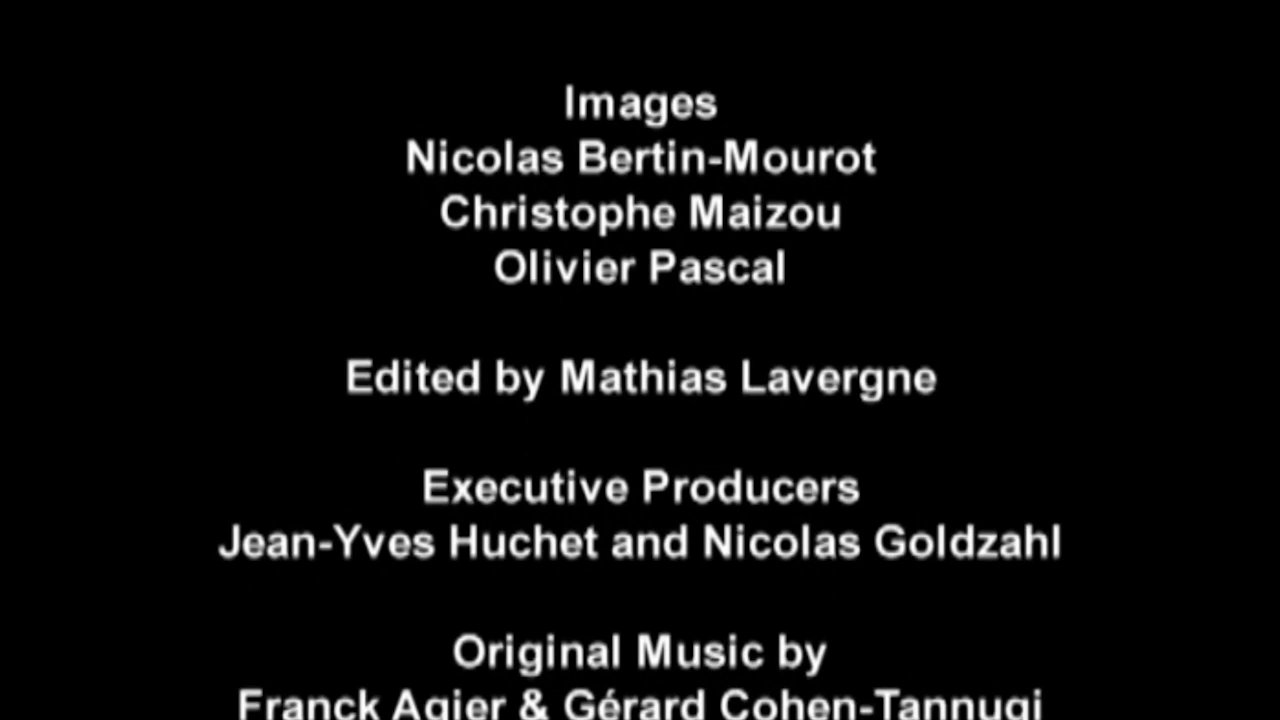 Images
Nicolas Bertin-Mourot
Christophe Maizou
Olivier Pascal
Edited by Mathias Lavergne
Executive Producers
Jean-Yves Huchet and Nicolas Goldzahl
Original Music by
Franck Agier & Gérard Cohen-Tannugi